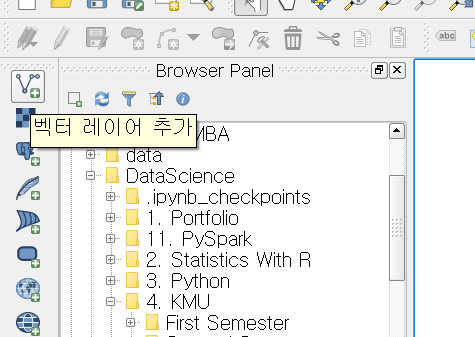 abc
Browser Panel
벡터 레이어 추가
MBA
data
DataScience
.ipynb_checkpoints
1. Portfolio
11. PySpark
2. Statistics With R
3. Python
4. KMU
First Semester